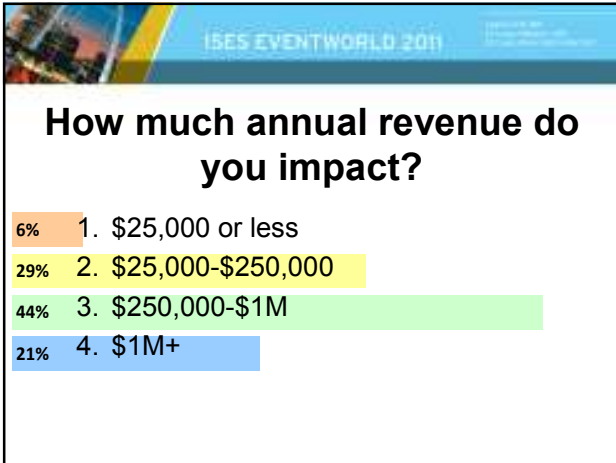 ISES EVENTWORLD 2011
How much annual revenue do
you impact?
6% 1. $25,000 or less
29% 2. $25,000-$250,000
44% 3. $250,000-$1M
21% 4. $1M+